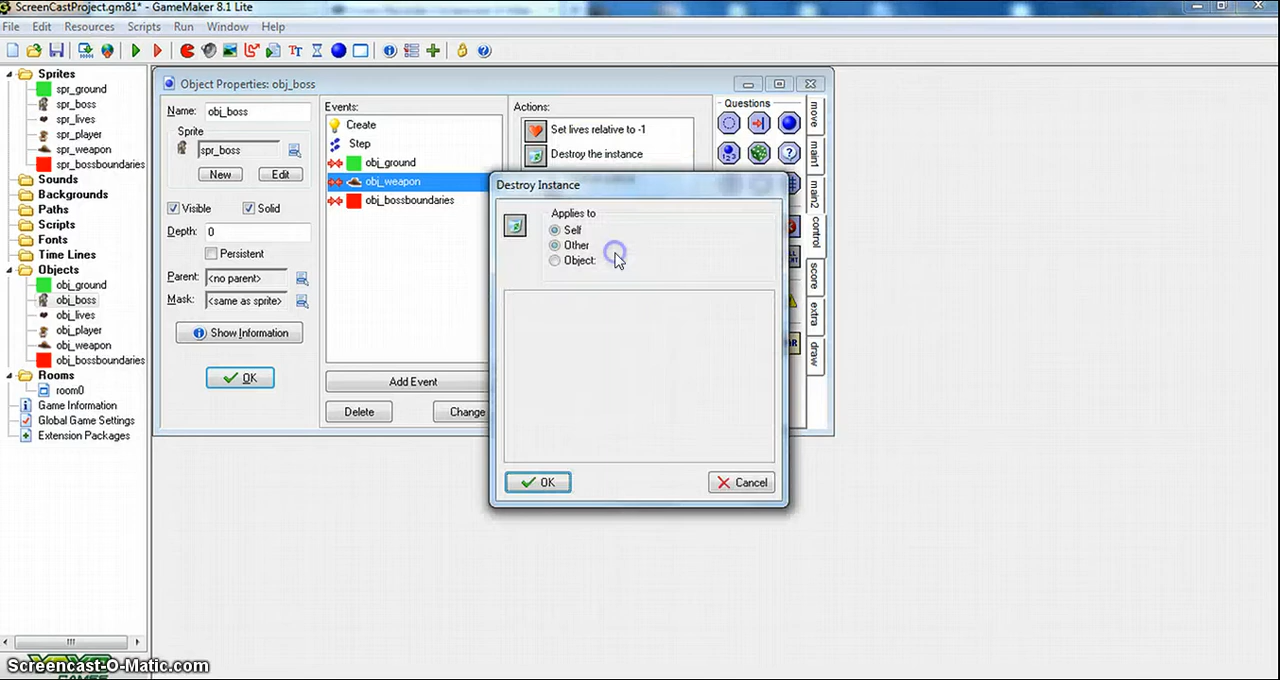 ScreenCastProject.gm81* - GameMaker 8.1 Lite
File Edit Resources Scripts Run Window Help
Sprites
spr_ground
spr_boss
spr_lives
spr_player
spr_weapon
spr_bossboundaries
Sounds
Backgrounds
Paths
Scripts
Fonts
Time Lines
Objects
obj_ground
obj_boss
obj_lives
obj_player
obj_weapon
obj_bossboundaries
Rooms
room0
Game Information
Global Game Settings
Extension Packages
Object Properties: obj_boss
Name: obj_boss
Sprite
spr_boss
New Edit
Visible Solid
Depth: 0
Persistent
Parent: <no parent>
Mask: <same as sprite>
Show Information
OK
Events:
Create
Step
obj_ground
obj_weapon
obj_bossboundaries
Add Event
Delete Change
Actions:
Set lives relative to -1
Destroy the instance
Questions
move
main1
main2
control
score
extra
draw
Destroy Instance
Applies to
Self
Other
Object:
OK Cancel
Screencast-O-Matic.com